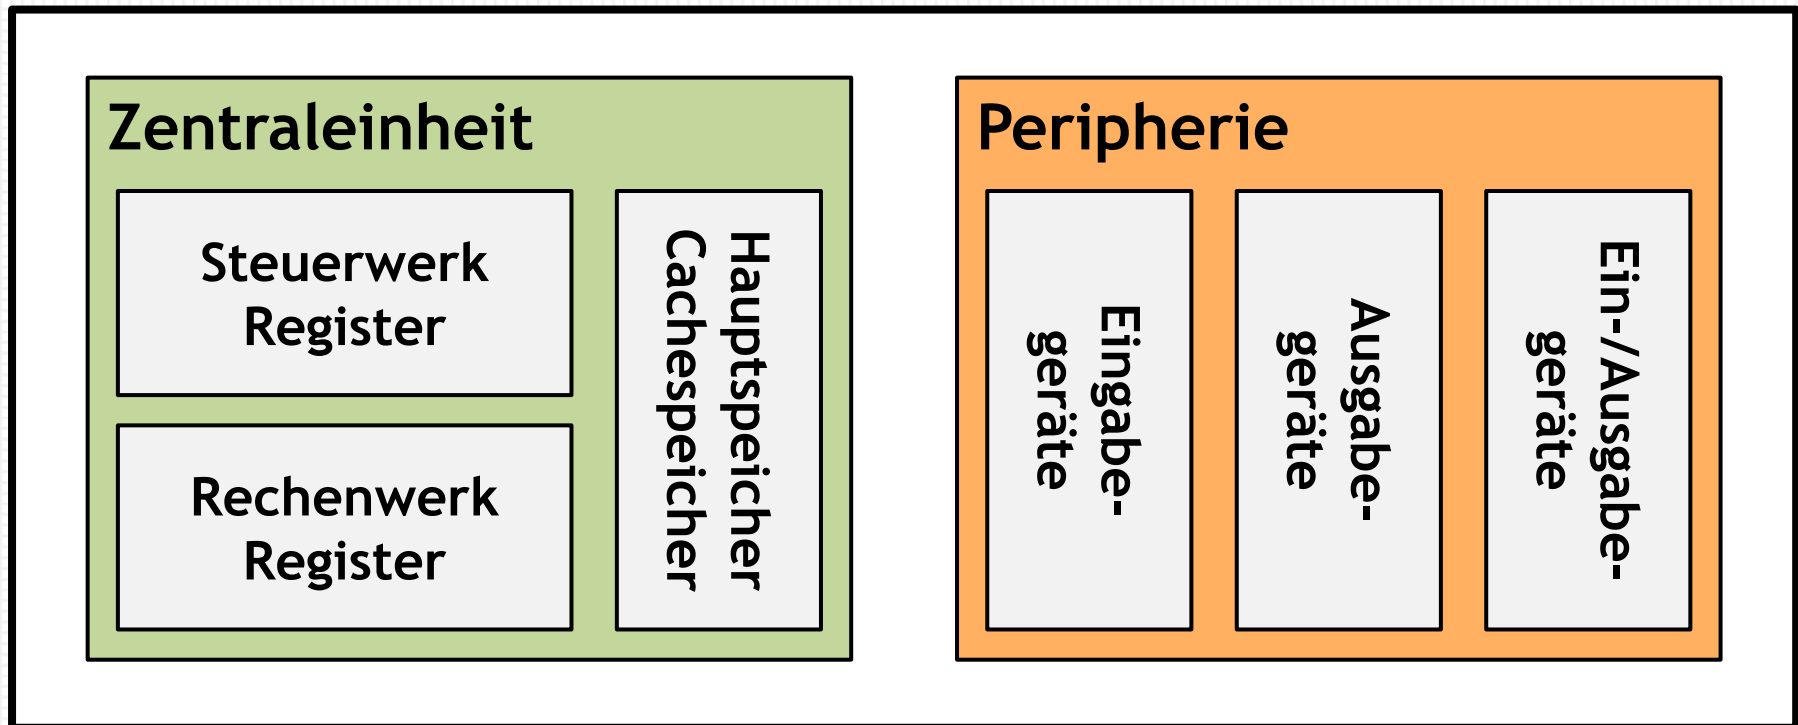 Zentraleinheit
Steuerwerk
Register
Rechenwerk
Register
Hauptspeicher
Cachespeicher
Peripherie
Eingabe-
geräte
Ausgabe-
geräte
Ein-/Ausgabe-
geräte